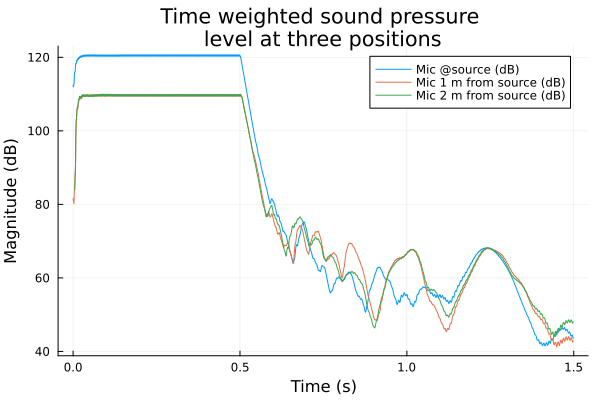 Time weighted sound pressure
level at three positions
Mic @source (dB)
Mic 1 m from source (dB)
Mic 2 m from source (dB)
Magnitude (dB)
120
100
80
60
40
0.0 0.5 1.0 1.5
Time (s)